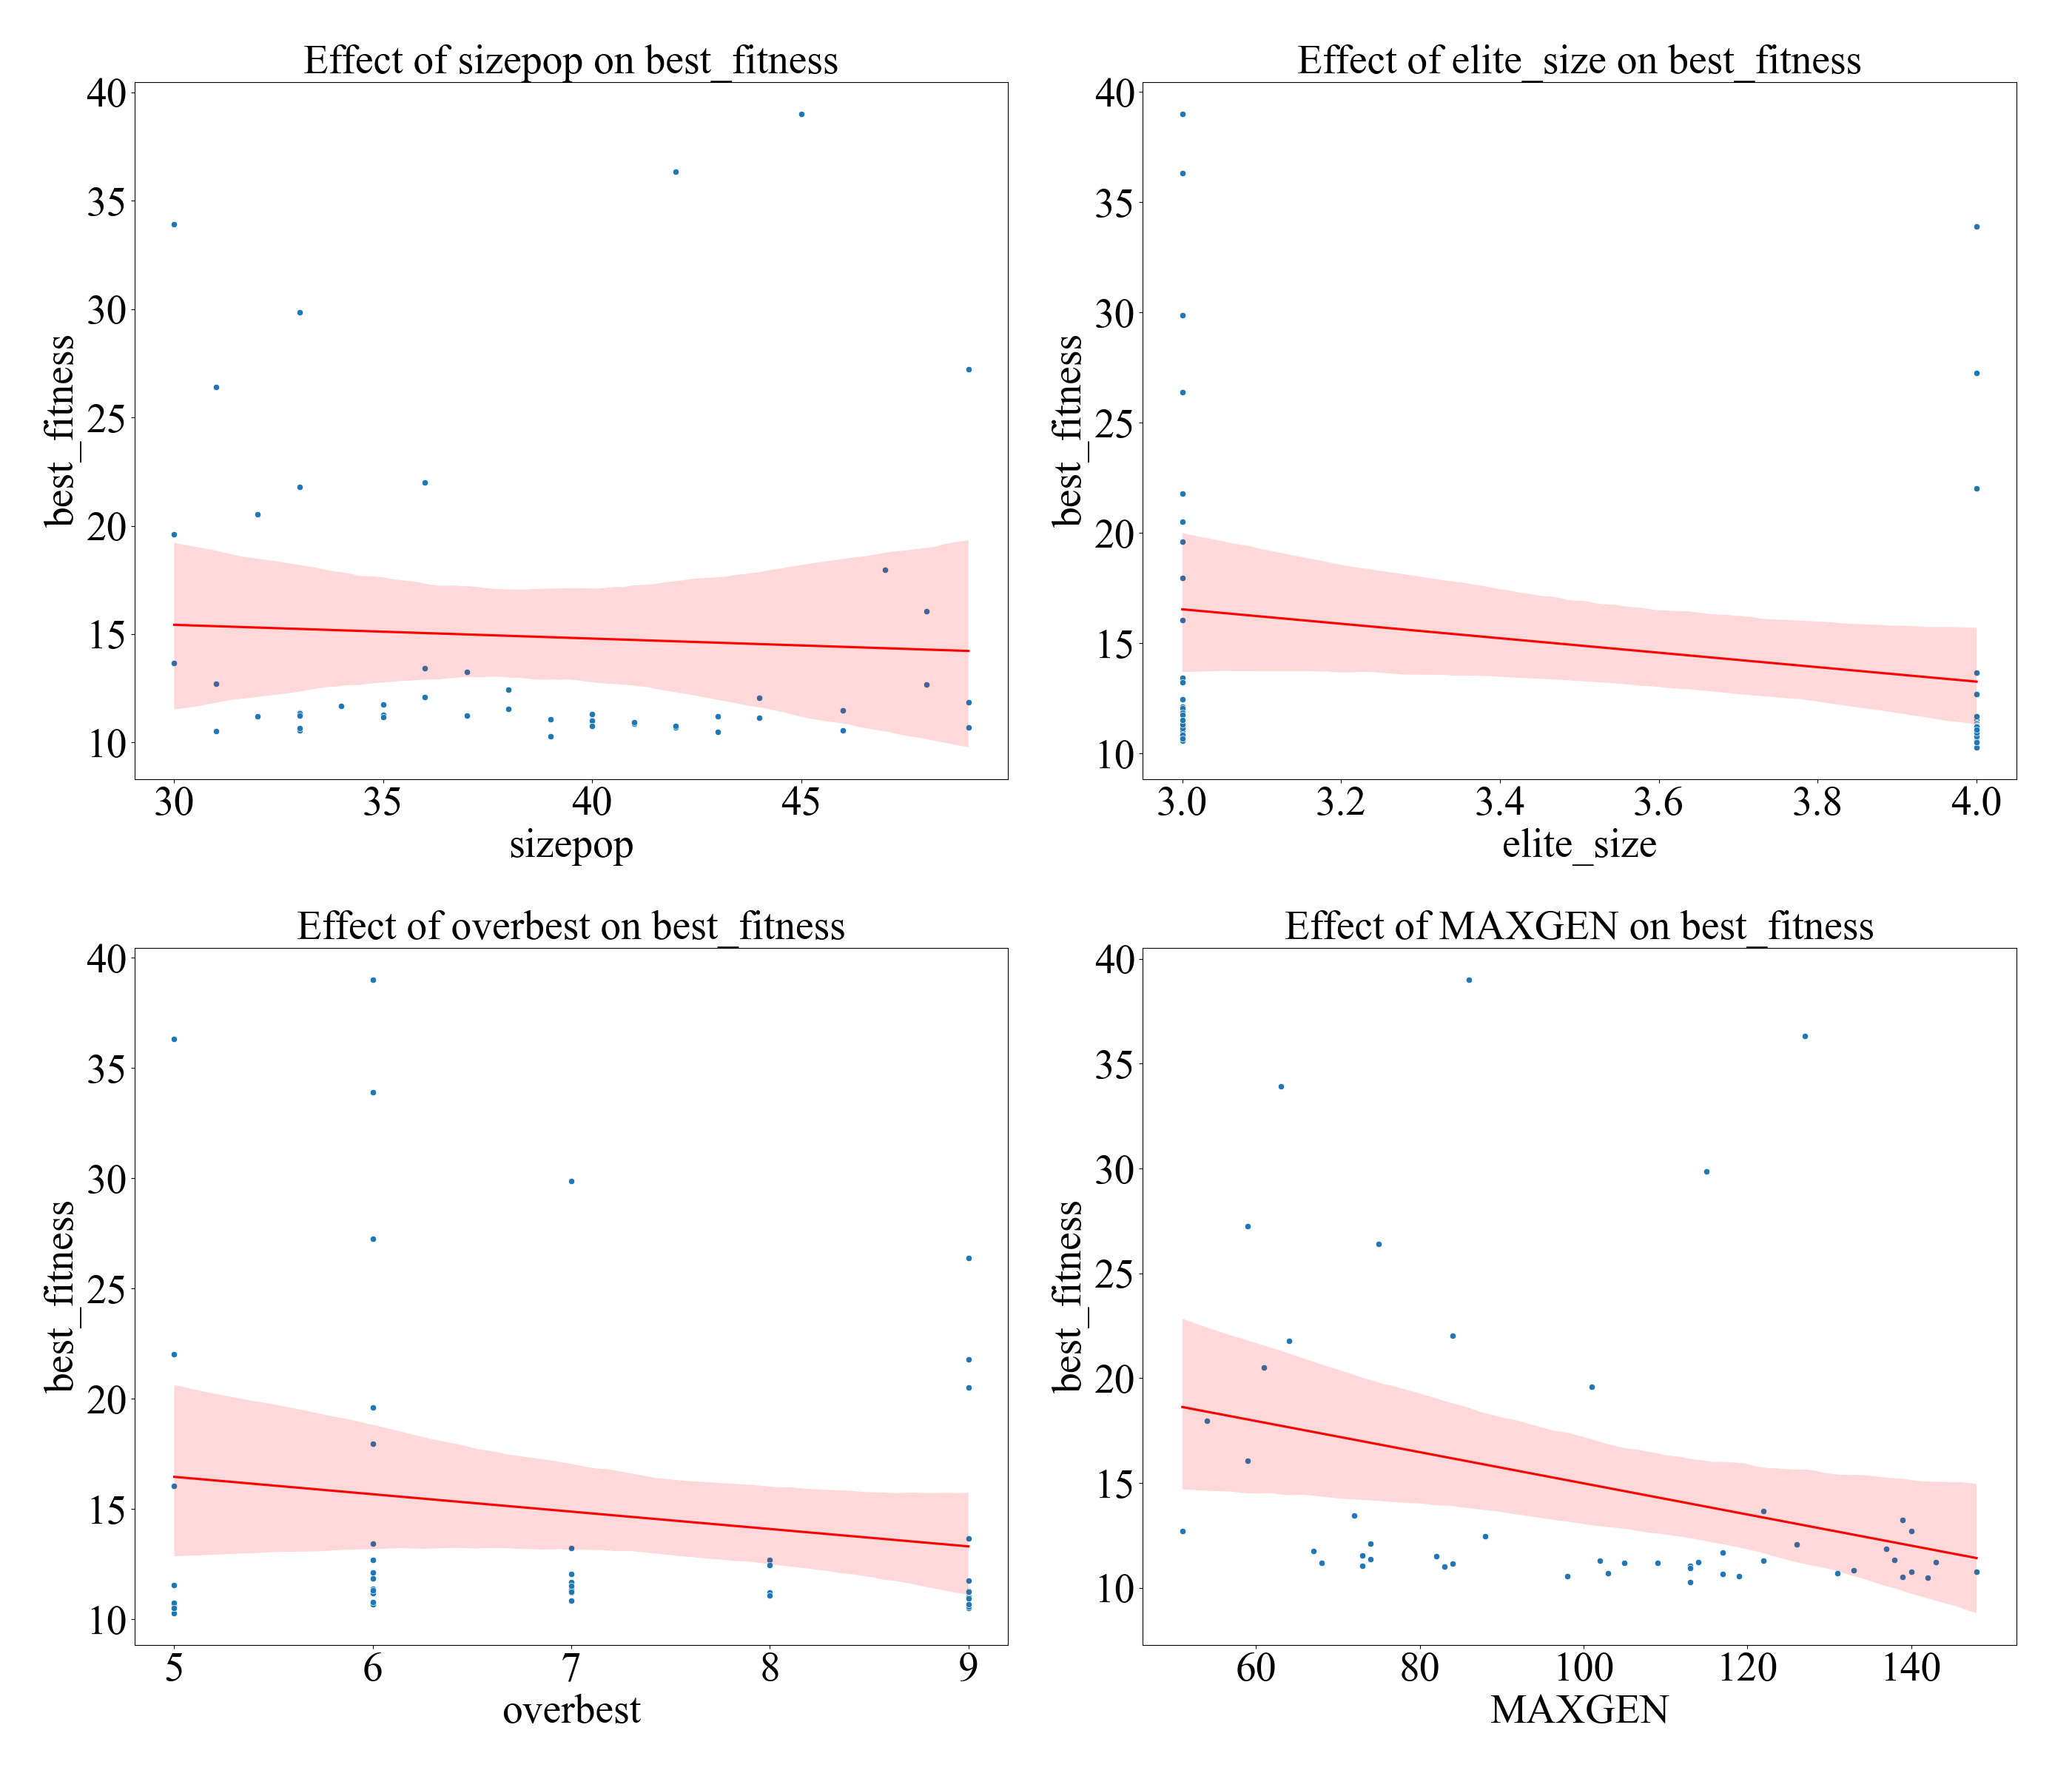 Effect of sizepop on best_fitness
40
35
30
25
20
15
10
best_fitness
30 35 40 45
sizepop
Effect of elite_size on best_fitness
40
35
30
25
20
15
10
best_fitness
3.0 3.2 3.4 3.6 3.8 4.0
elite_size
Effect of overbest on best_fitness
40
35
30
25
20
15
10
best_fitness
5 6 7 8 9
overbest
Effect of MAXGEN on best_fitness
40
35
30
25
20
15
10
best_fitness
60 80 100 120 140
MAXGEN